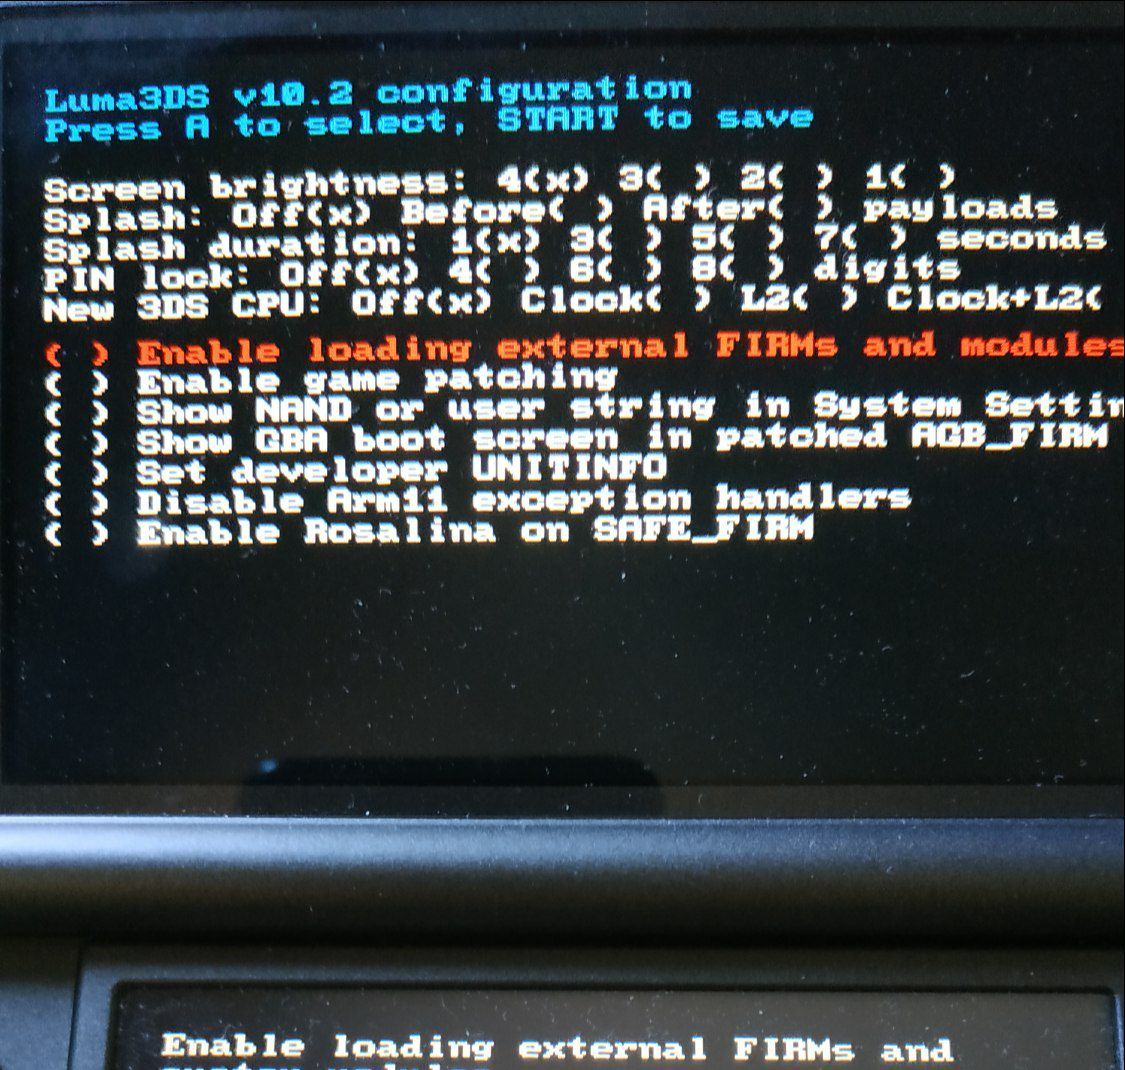 Luma3DS v10.2 configuration
Press A to select, START to save
Screen brightness: 4(x) 3( ) 2( ) 1( )
Splash: Off(x) Before( ) After( ) payloads
Splash duration: 1(x) 3( ) 5( ) 7( ) seconds
PIN lock: Off(x) 4( ) 6( ) 8( ) digits
New 3DS CPU: Off(x) Clock( ) L2( ) Clock+L2(
( ) Enable loading external FIRMs and modules
( ) Enable game patching
( ) Show NAND or user string in System Settin
( ) Show GBA boot screen in patched AGB_FIRM
( ) Set developer UNITINFO
( ) Disable Arm11 exception handlers
( ) Enable Rosalina on SAFE_FIRM
Enable loading external FIRMs and